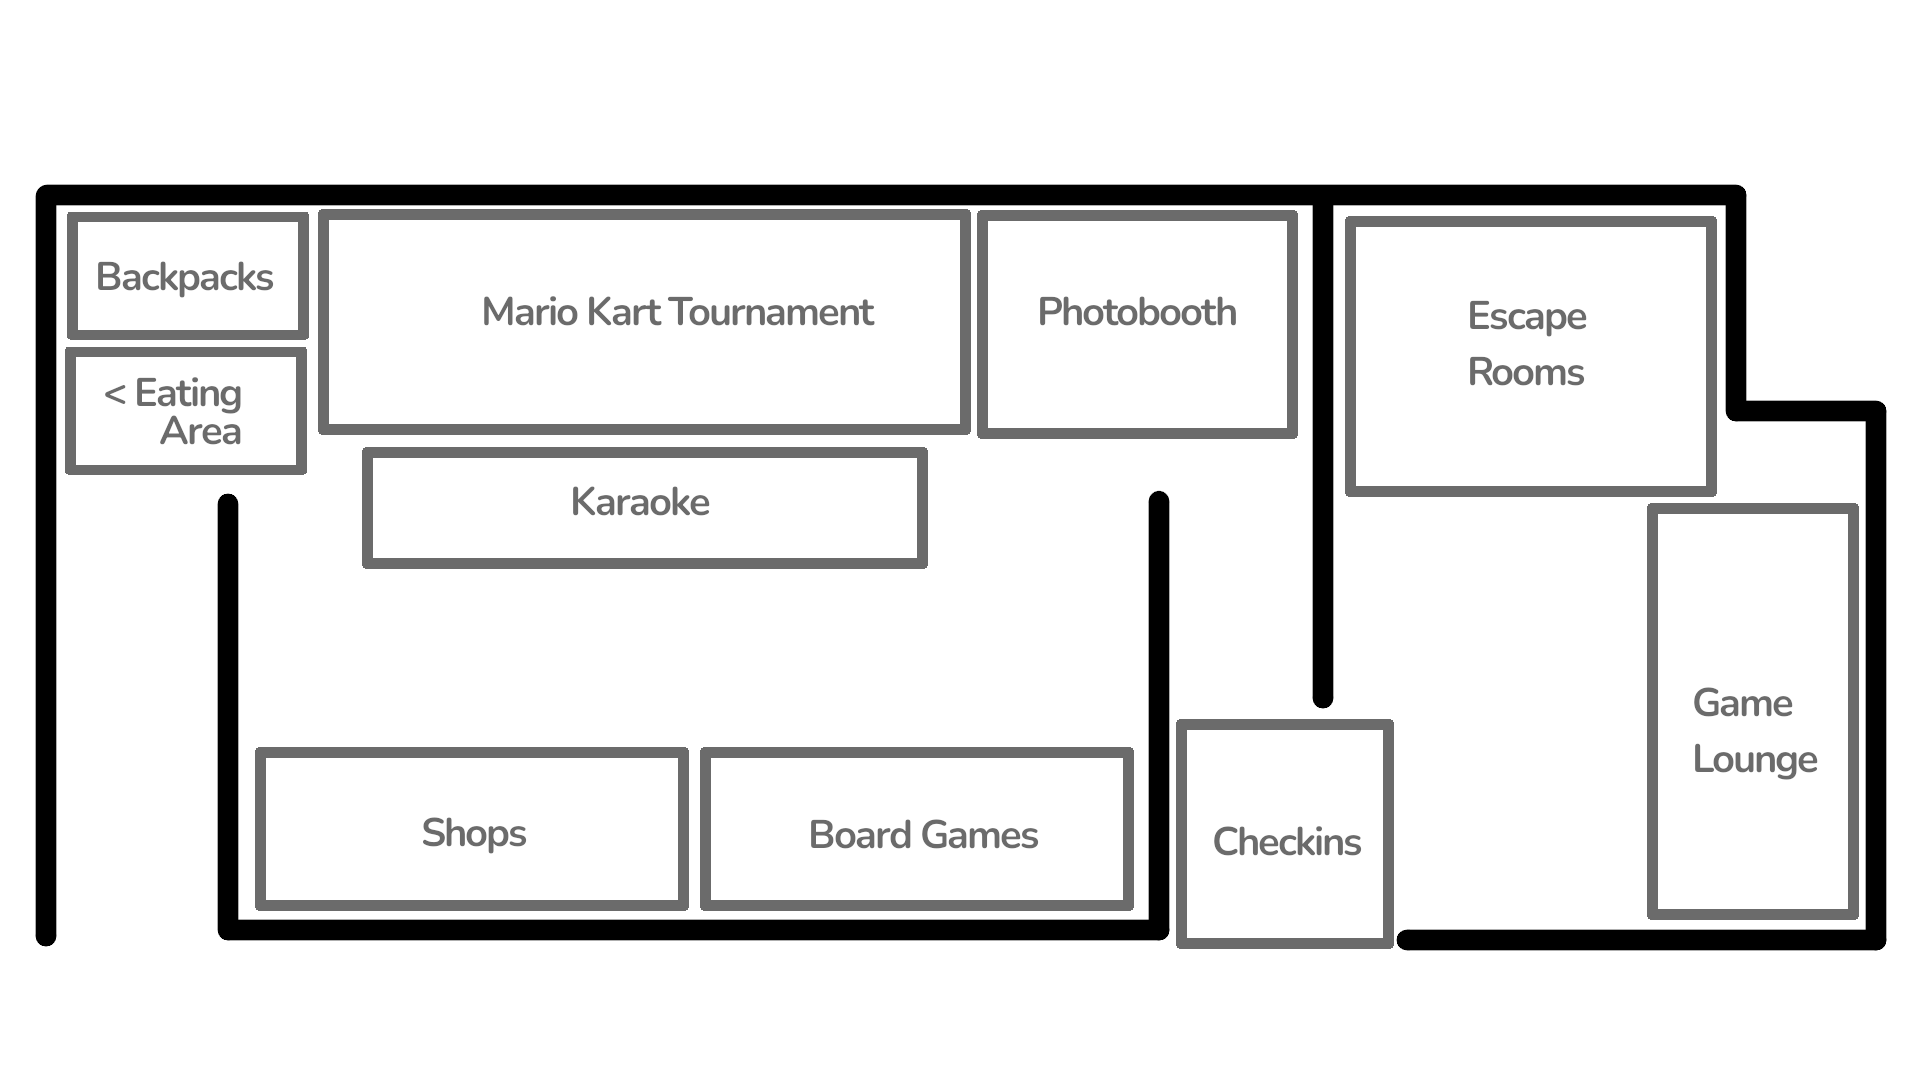 Backpacks
Mario Kart Tournament
Photobooth
Escape
Rooms
< Eating
Area
Karaoke
Game
Lounge
Shops
Board Games
Checkins